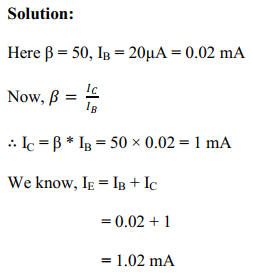 Solution:
Here β = 50, I_B = 20μA = 0.02 mA
Now, β = I_C / I_B
∴ I_C = β * I_B = 50 × 0.02 = 1 mA
We know, I_E = I_B + I_C
= 0.02 + 1
= 1.02 mA